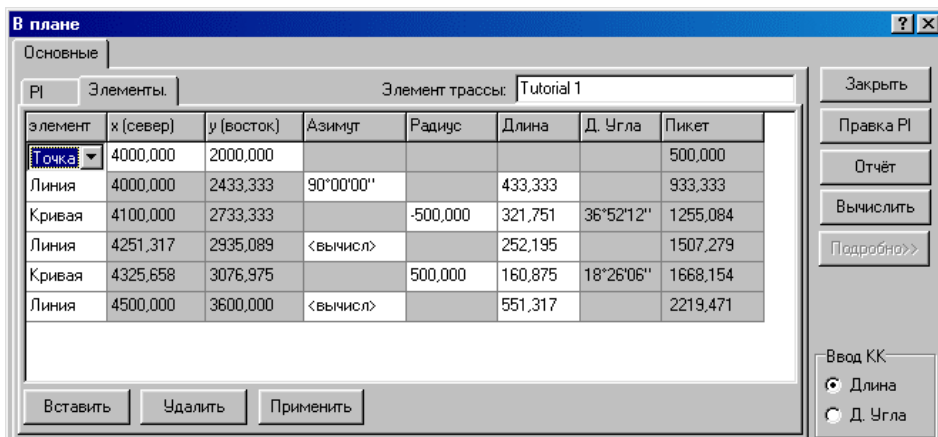 В плане
Основные
PI Элементы. Элемент трассы: Tutorial 1
элемент x (север) y (восток) Азимут Радиус Длина Д. Угла Пикет
Точка 4000,000 2000,000 500,000
Линия 4000,000 2433,333 90°00'00'' 433,333 933,333
Кривая 4100,000 2733,333 -500,000 321,751 36°52'12'' 1255,084
Линия 4251,317 2935,089 <вычисл> 252,195 1507,279
Кривая 4325,658 3076,975 500,000 160,875 18°26'06'' 1668,154
Линия 4500,000 3600,000 <вычисл> 551,317 2219,471
Вставить Удалить Применить
Закрыть
Правка PI
Отчёт
Вычислить
Подробно>>
Ввод КК
Длина
Д. Угла